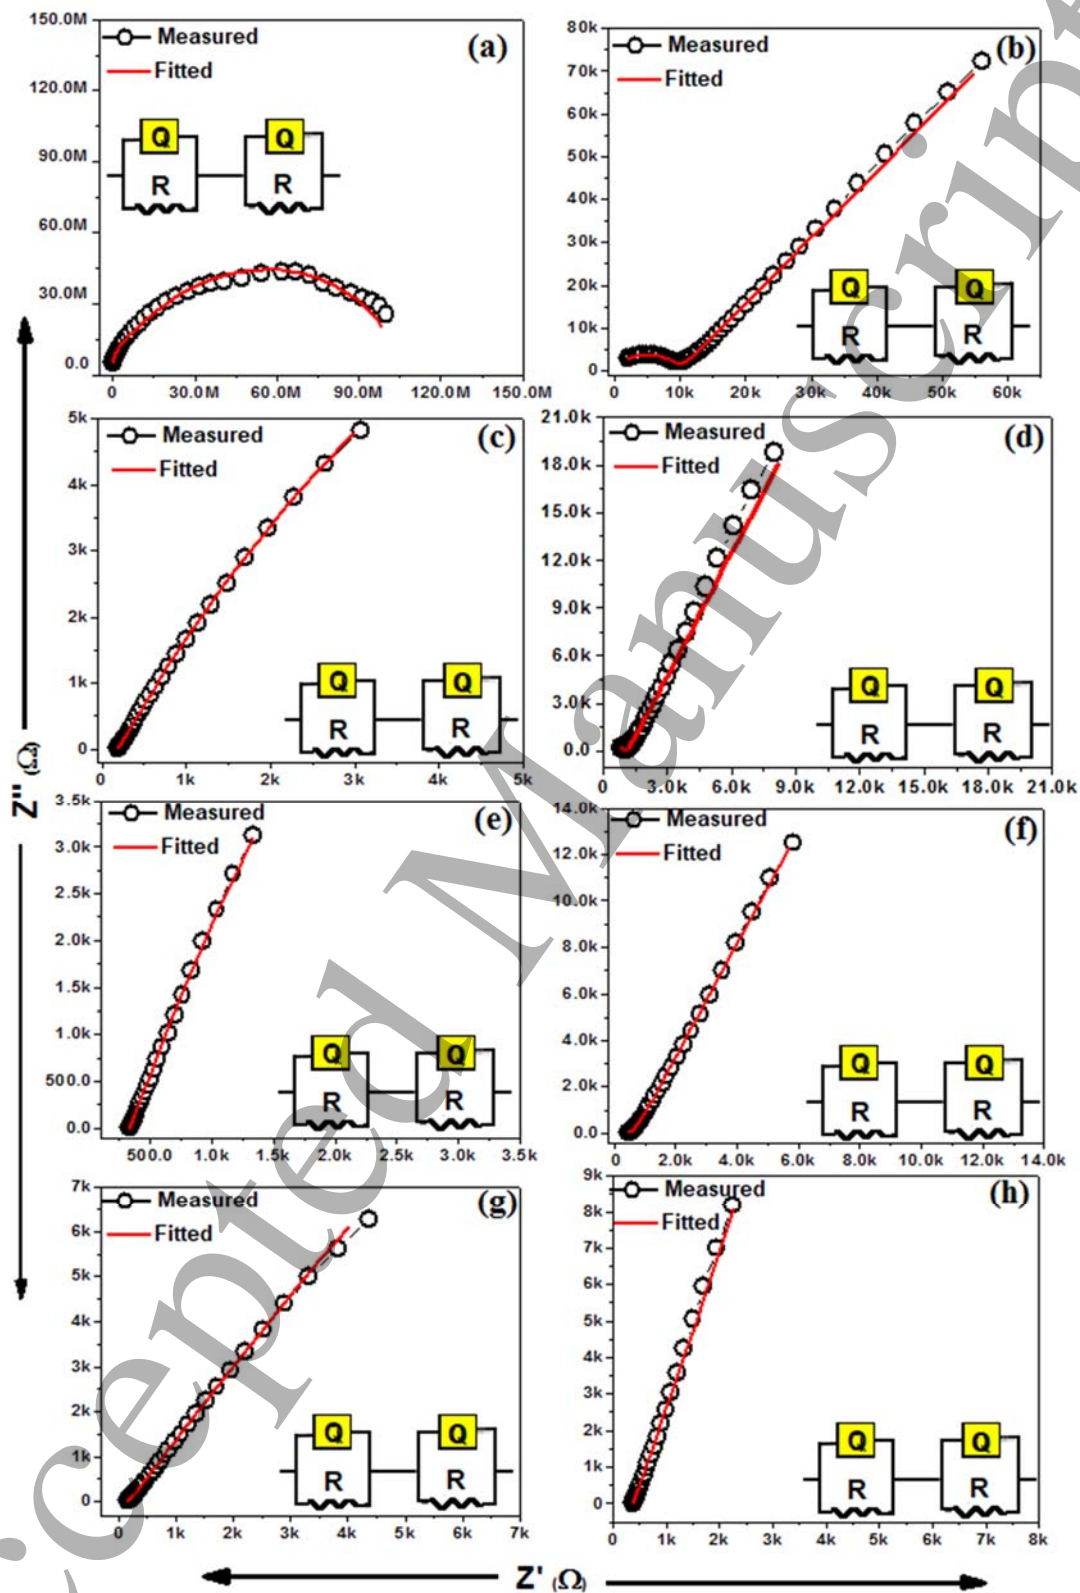 150.0M
120.0M
90.0M
60.0M
30.0M
0.0
Measured
Fitted
(a)
Q Q
R R
0.0 30.0M 60.0M 90.0M 120.0M 150.0M
80k
70k
60k
50k
40k
30k
20k
10k
0
Measured
Fitted
(b)
Q Q
R R
0 10k 20k 30k 40k 50k 60k
5k
4k
3k
2k
1k
0
Measured
Fitted
(c)
Q Q
R R
0 1k 2k 3k 4k 5k
21.0k
18.0k
15.0k
12.0k
9.0k
6.0k
3.0k
0.0
Measured
Fitted
(d)
Q Q
R R
0.0 3.0k 6.0k 9.0k 12.0k 15.0k 18.0k 21.0k
3.5k
3.0k
2.5k
2.0k
1.5k
1.0k
500.0
0.0
Measured
Fitted
(e)
Q Q
R R
500.0 1.0k 1.5k 2.0k 2.5k 3.0k 3.5k
14.0k
12.0k
10.0k
8.0k
6.0k
4.0k
2.0k
0.0
Measured
Fitted
(f)
Q Q
R R
0.0 2.0k 4.0k 6.0k 8.0k 10.0k 12.0k 14.0k
7k
6k
5k
4k
3k
2k
1k
0
Measured
Fitted
(g)
Q Q
R R
0 1k 2k 3k 4k 5k 6k 7k
9k
8k
7k
6k
5k
4k
3k
2k
1k
0
Measured
Fitted
(h)
Q Q
R R
0 1k 2k 3k 4k 5k 6k 7k 8k
Z'' (Ω)
Z' (Ω)
ccepted Manuscript